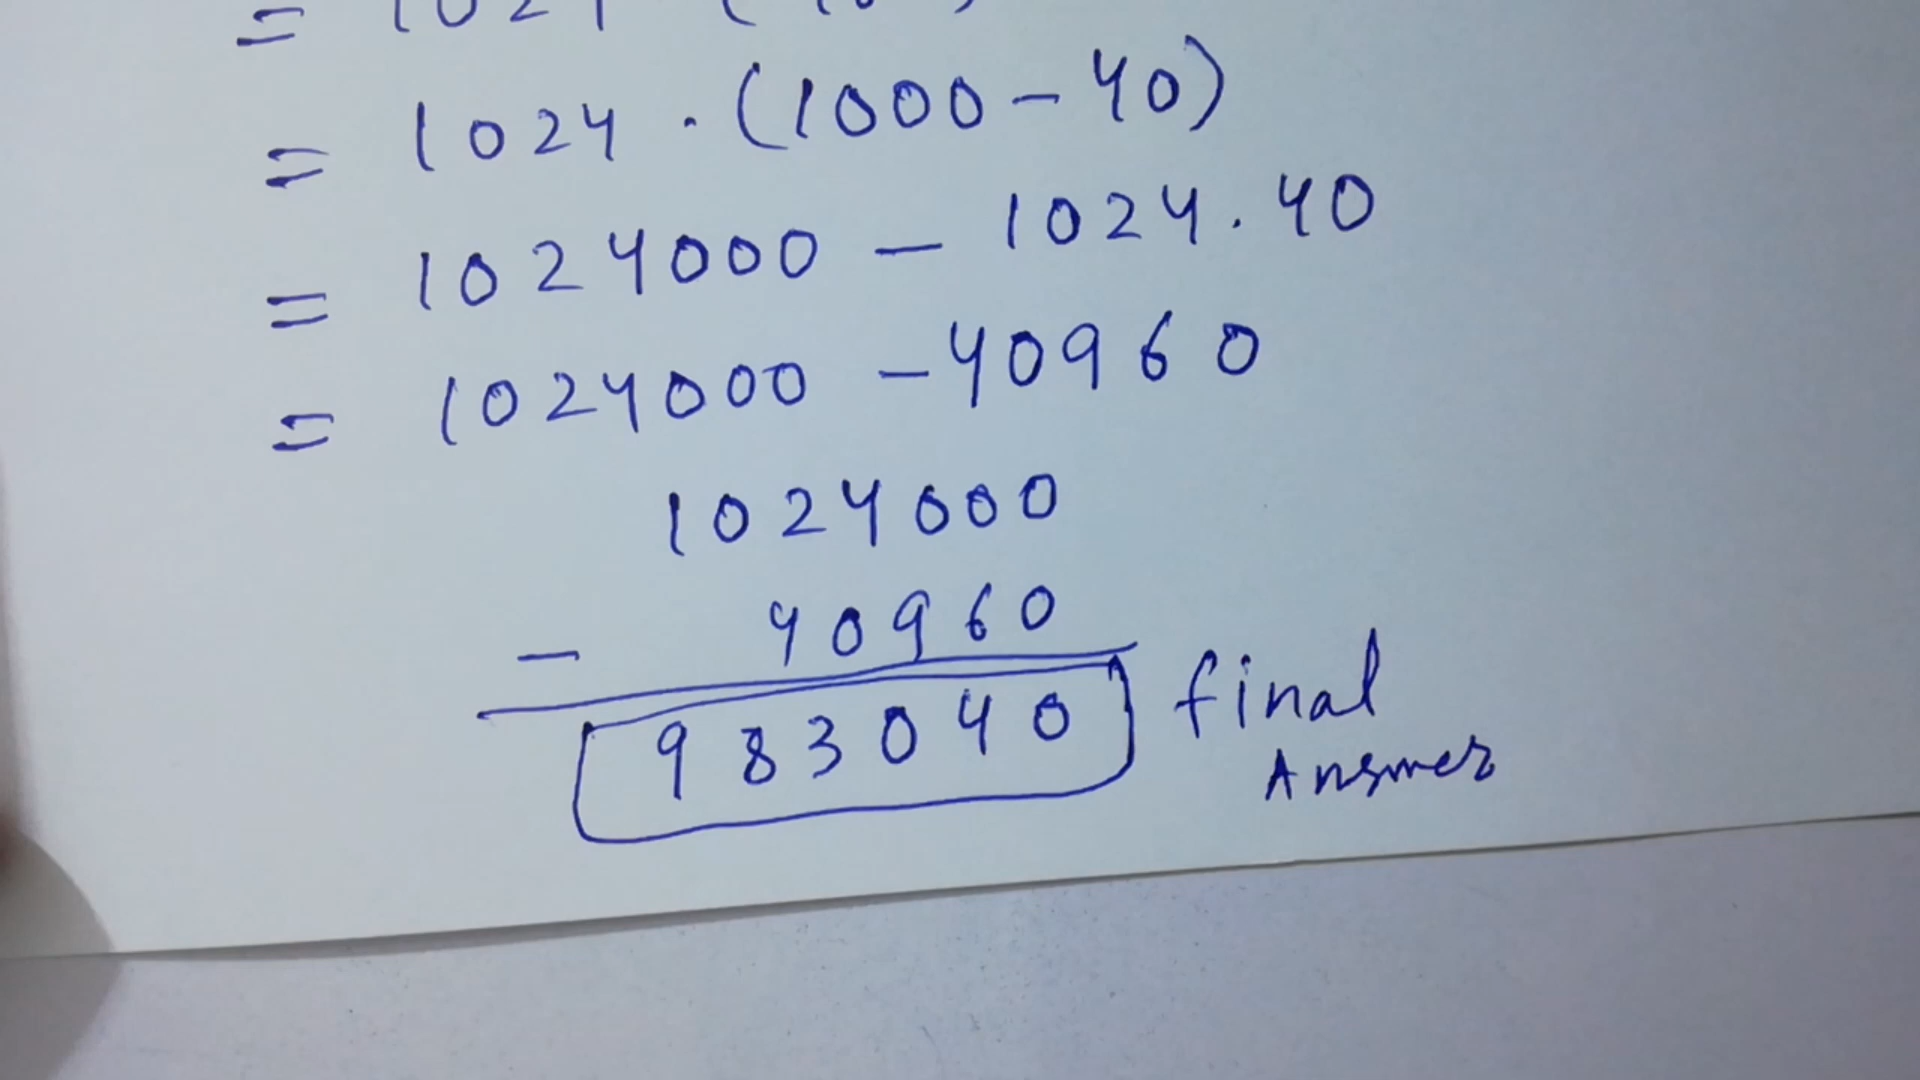 = 1024 . (1000 - 40)
= 1024000 - 1024.40
= 1024000 - 40960
1024000
- 40960
983040 final
Answer